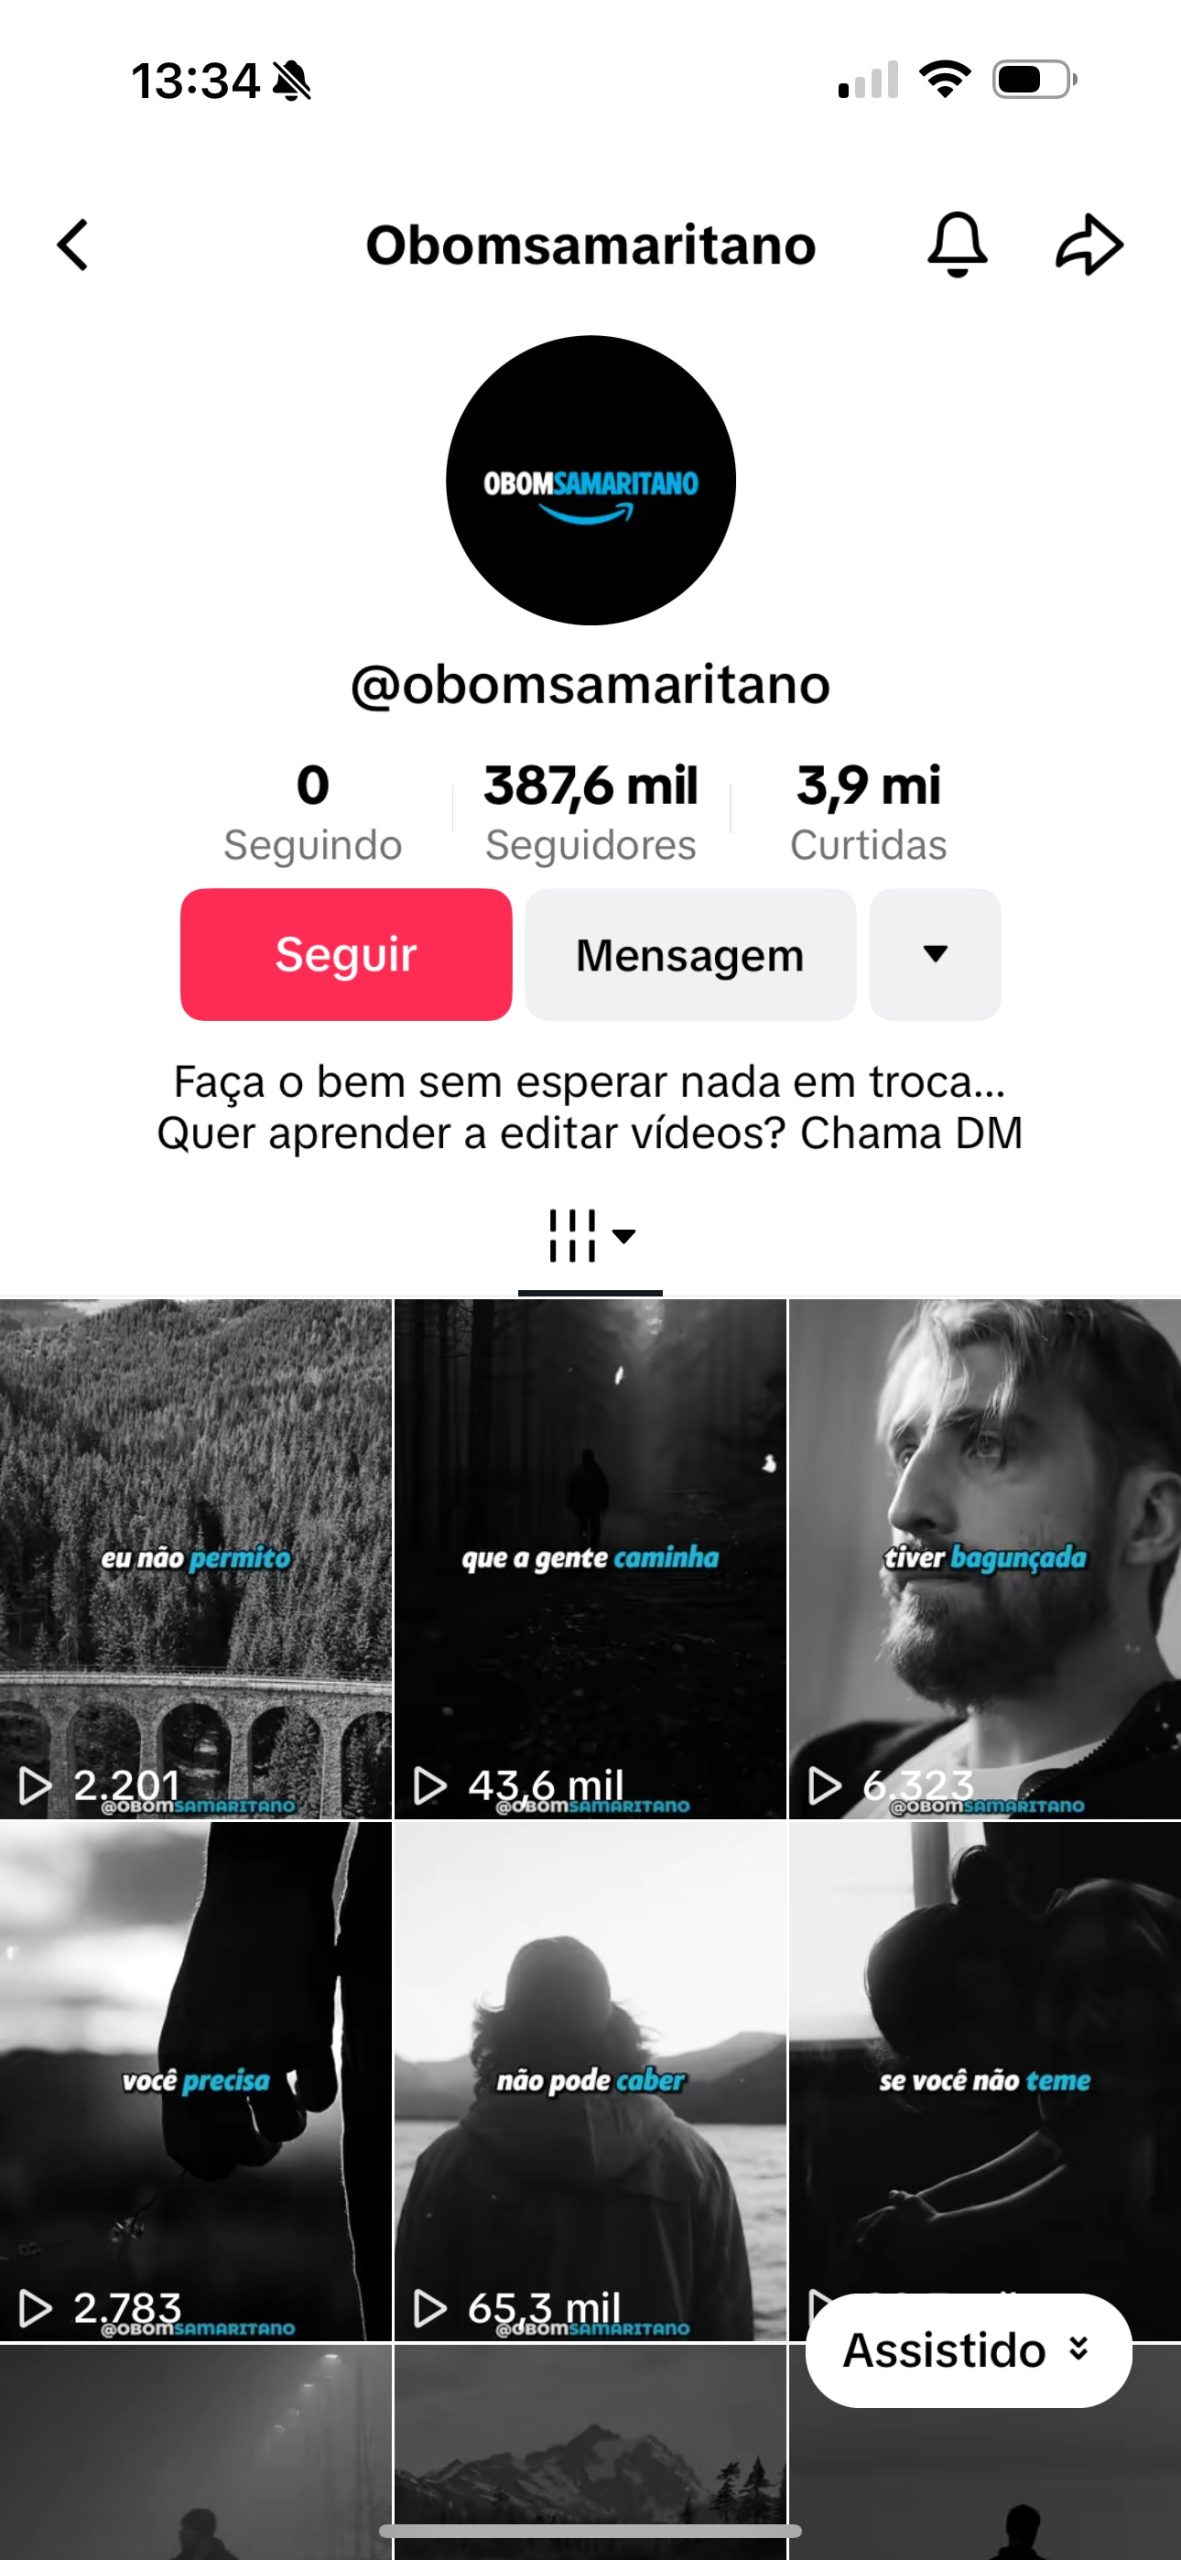 13:34
Obomsamaritano
OBOMSAMARITANO
@obomsamaritano
0
Seguindo
387,6 mil
Seguidores
3,9 mi
Curtidas
Seguir
Mensagem
Faça o bem sem esperar nada em troca...
Quer aprender a editar vídeos? Chama DM
eu não permito
que a gente caminha
tiver bagunçada
2.201
@OBOMSAMARITANO
43,6 mil
@OBOMSAMARITANO
6.323
@OBOMSAMARITANO
você precisa
não pode caber
se você não teme
2.783
@OBOMSAMARITANO
65,3 mil
@OBOMSAMARITANO
Assistido